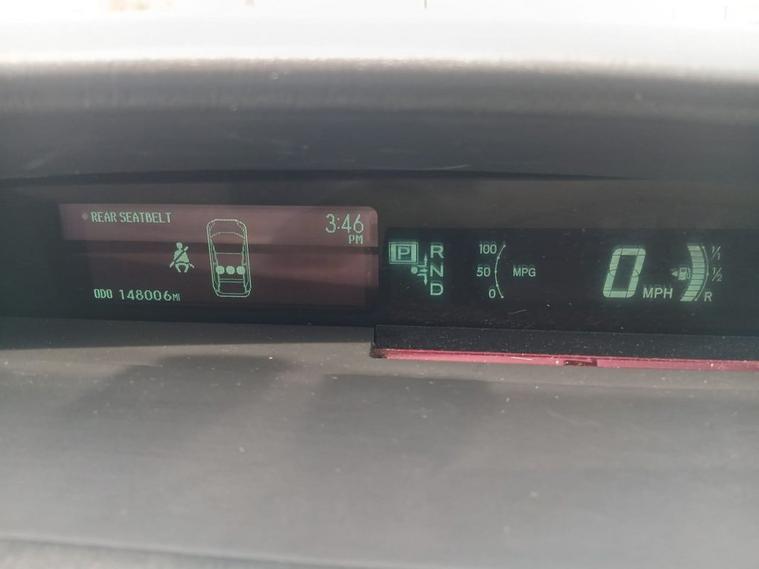 REAR SEATBELT
3:46
PM
ODO 148006MI
P
R
N
D
100
50
0
MPG
0
MPH
1/1
1/2
R